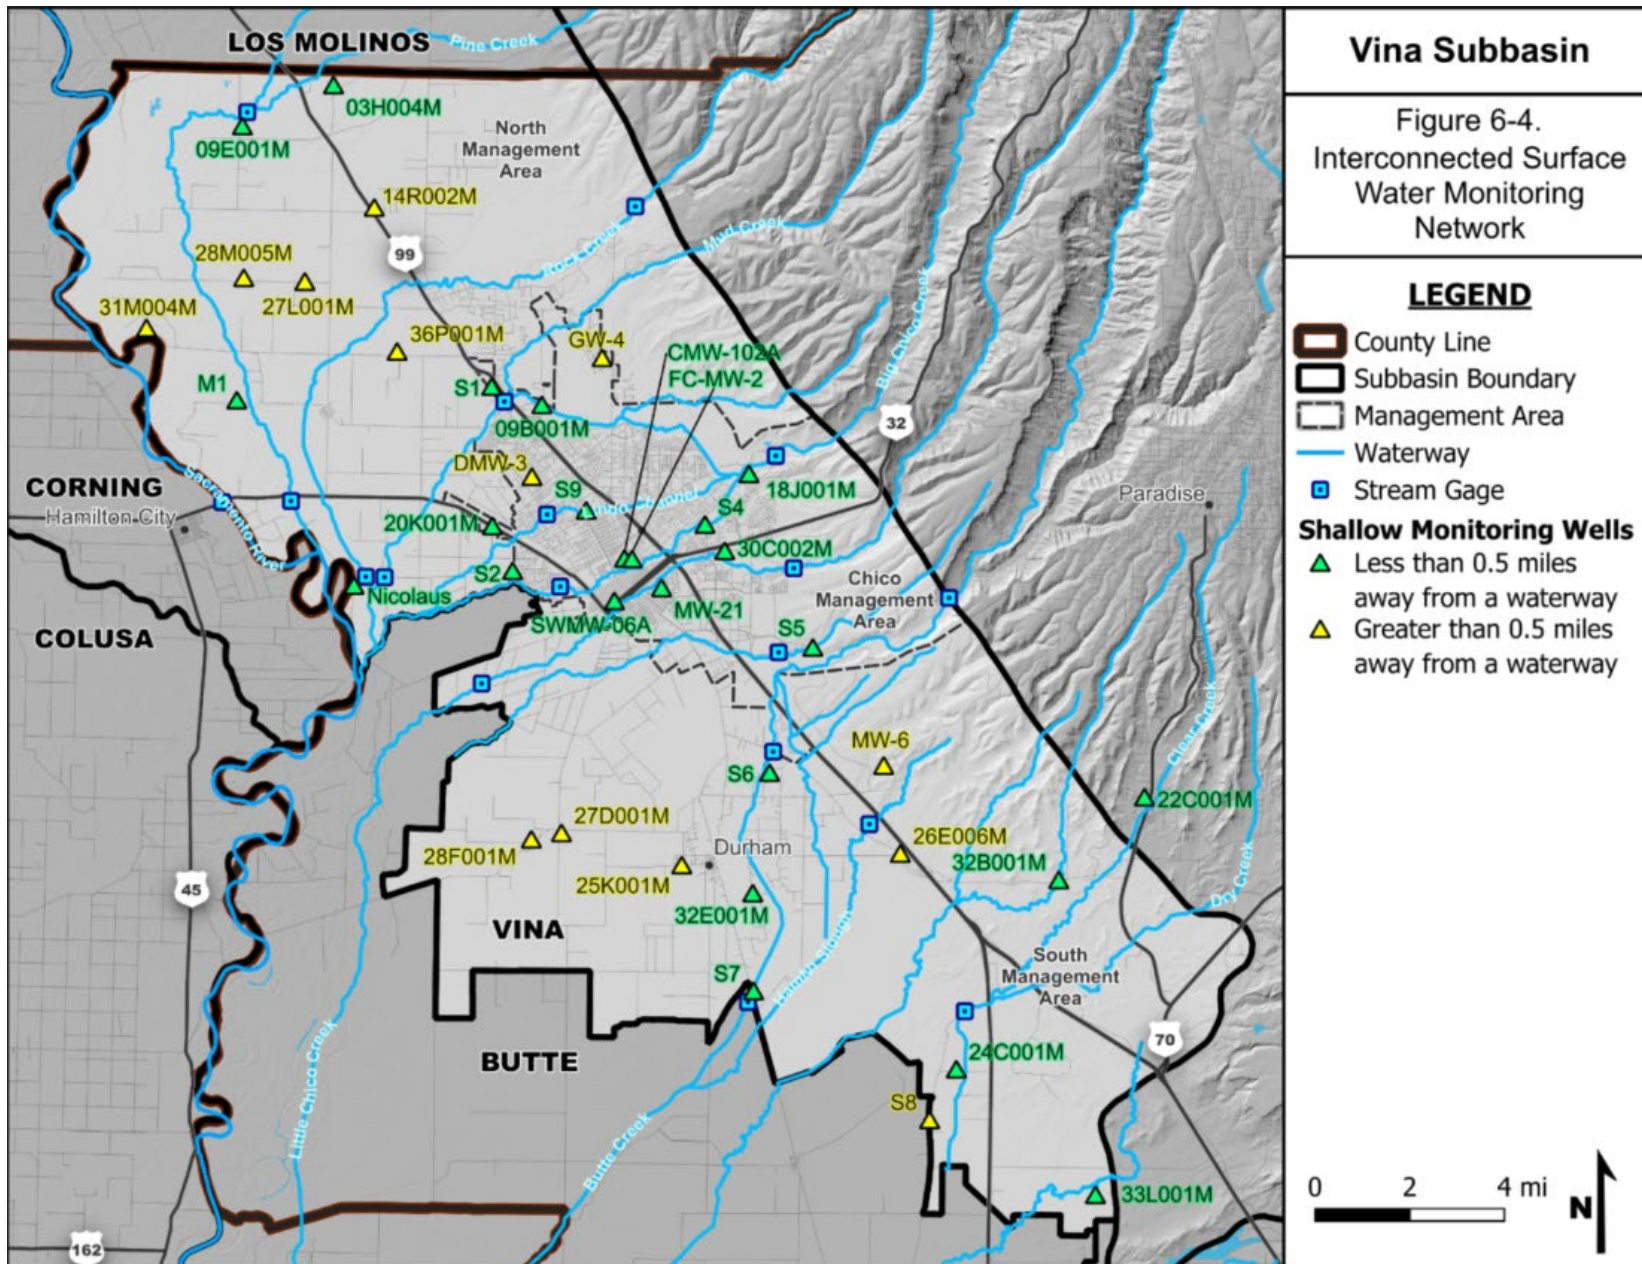 Vina Subbasin
Figure 6-4.
Interconnected Surface
Water Monitoring
Network
LEGEND
County Line
Subbasin Boundary
Management Area
Waterway
Stream Gage
Shallow Monitoring Wells
Less than 0.5 miles
away from a waterway
Greater than 0.5 miles
away from a waterway
0 2 4 mi
N
LOS MOLINOS
Pine Creek
03H004M
09E001M
North
Management
Area
14R002M
99
Rock Creek
Mud Creek
28M005M
27L001M
31M004M
36P001M
GW-4
CMW-102A
FC-MW-2
Big Chico Creek
M1
S1
09B001M
32
DMW-3
CORNING
Hamilton City
Sacramento River
S9
Lindo Channel
18J001M
S4
Paradise
20K001M
30C002M
S2
Nicolaus
Chico
Management
Area
COLUSA
SWMW-06A
MW-21
S5
MW-6
S6
Clear Creek
22C001M
27D001M
28F001M
Durham
26E006M
32B001M
25K001M
45
32E001M
Dry Creek
VINA
Hamlin Slough
S7
South
Management
Area
BUTTE
Little Chico Creek
70
24C001M
S8
Butte Creek
33L001M
162